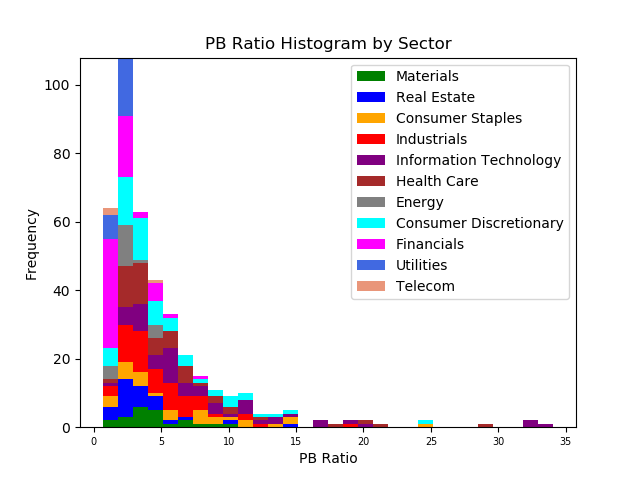 PB Ratio Histogram by Sector
Materials
Real Estate
Consumer Staples
Industrials
Information Technology
Health Care
Energy
Consumer Discretionary
Financials
Utilities
Telecom
Frequency
100
80
60
40
20
0
0 5 10 15 20 25 30 35
PB Ratio